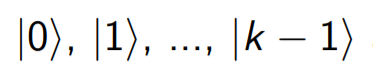 |0⟩, |1⟩, ..., |k − 1⟩